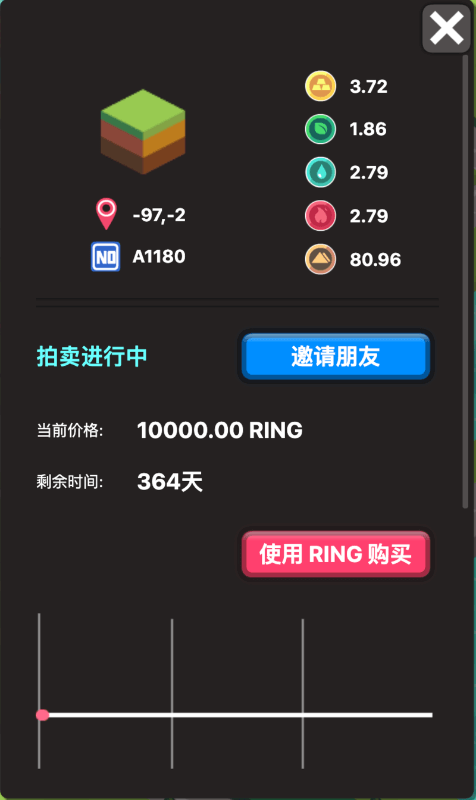 3.72
1.86
2.79
2.79
80.96
-97,-2
NO
A1180
拍卖进行中
邀请朋友
当前价格: 10000.00 RING
剩余时间: 364天
使用 RING 购买